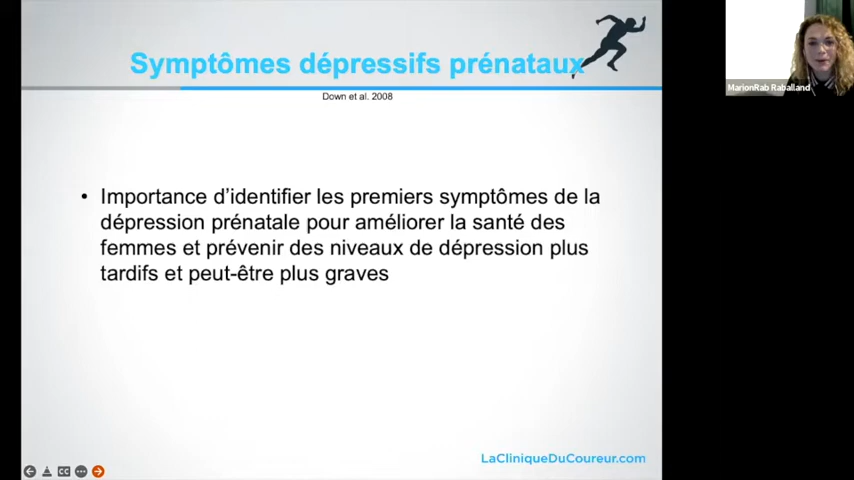 Symptômes dépressifs prénataux
MarionRab Raballand
Down et al. 2008
• Importance d'identifier les premiers symptômes de la
dépression prénatale pour améliorer la santé des
femmes et prévenir des niveaux de dépression plus
tardifs et peut-être plus graves
LaCliniqueDuCoureur.com
CC